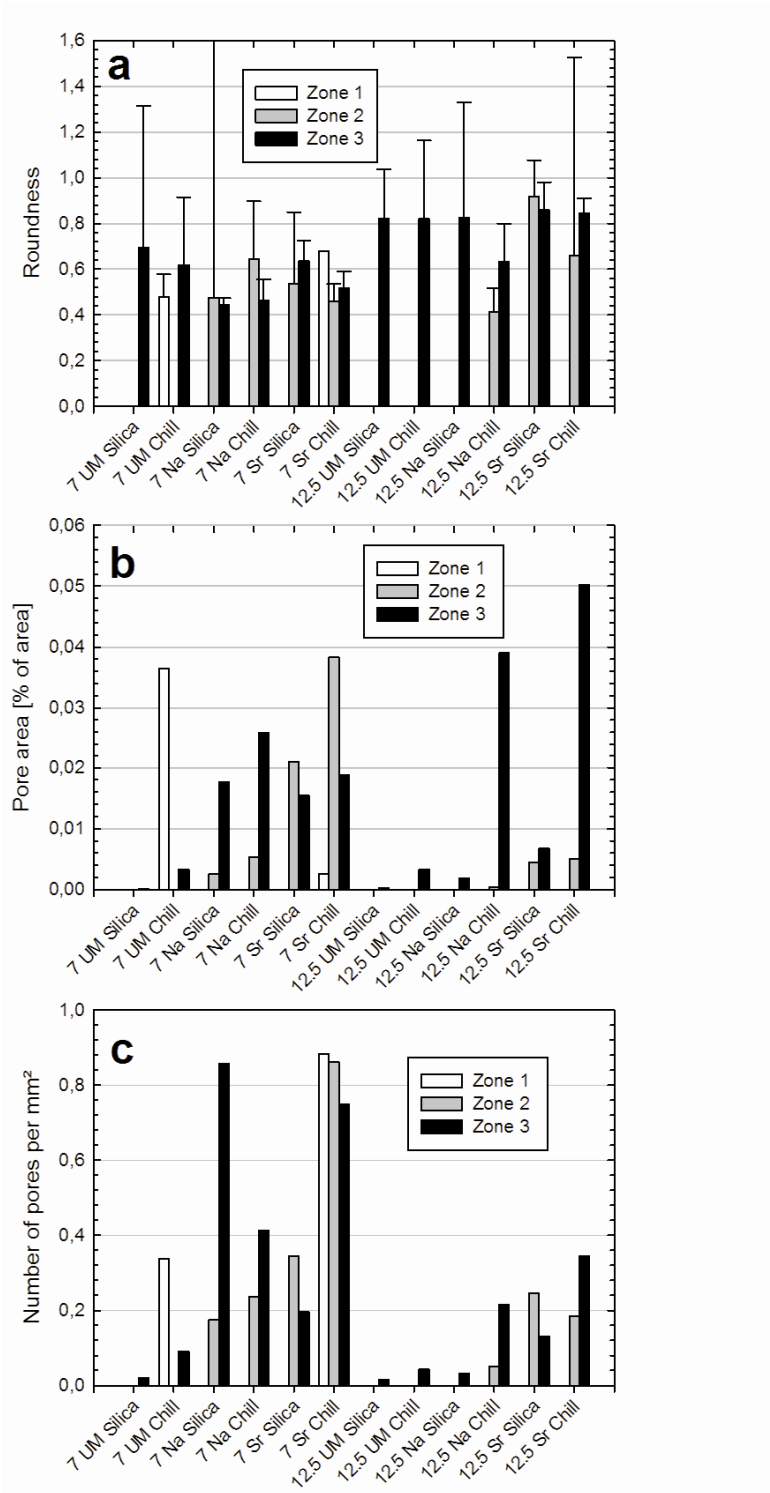 a
1,6
1,4
1,2
1,0
0,8
0,6
0,4
0,2
0,0
Roundness
Zone 1
Zone 2
Zone 3
7 UM Silica
7 UM Chill
7 Na Silica
7 Na Chill
7 Sr Silica
7 Sr Chill
12.5 UM Silica
12.5 UM Chill
12.5 Na Silica
12.5 Na Chill
12.5 Sr Silica
12.5 Sr Chill
b
0,06
0,05
0,04
0,03
0,02
0,01
0,00
Pore area [% of area]
Zone 1
Zone 2
Zone 3
7 UM Silica
7 UM Chill
7 Na Silica
7 Na Chill
7 Sr Silica
7 Sr Chill
12.5 UM Silica
12.5 UM Chill
12.5 Na Silica
12.5 Na Chill
12.5 Sr Silica
12.5 Sr Chill
c
1,0
0,8
0,6
0,4
0,2
0,0
Number of pores per mm²
Zone 1
Zone 2
Zone 3
7 UM Silica
7 UM Chill
7 Na Silica
7 Na Chill
7 Sr Silica
7 Sr Chill
12.5 UM Silica
12.5 UM Chill
12.5 Na Silica
12.5 Na Chill
12.5 Sr Silica
12.5 Sr Chill